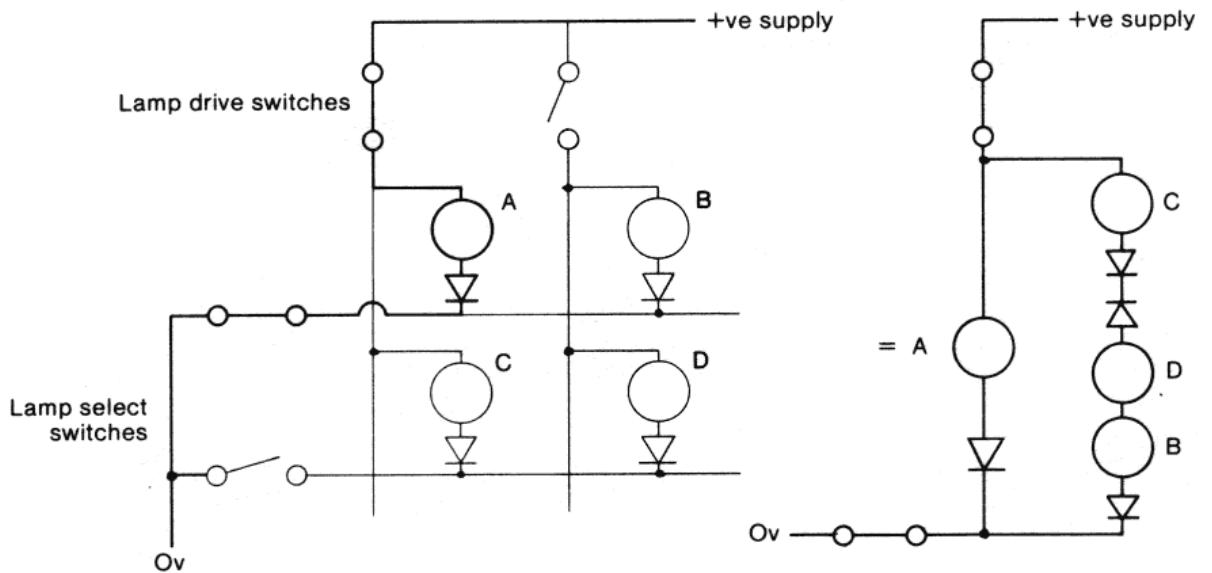 +ve supply
+ve supply
Lamp drive switches
A
B
C
C
D
= A
D
Lamp select
switches
B
Ov
Ov